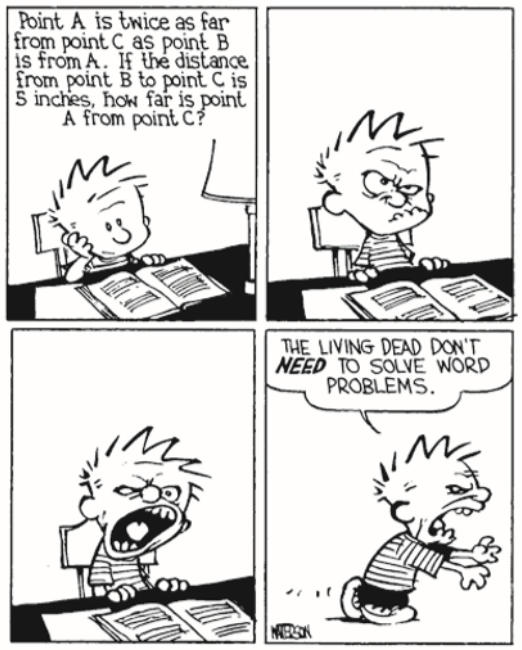 Point A is twice as far
from point C as point B
is from A. If the distance
from point B to point C is
5 inches, how far is point
A from point C?
THE LIVING DEAD DON'T
NEED TO SOLVE WORD
PROBLEMS.
WATTERSON